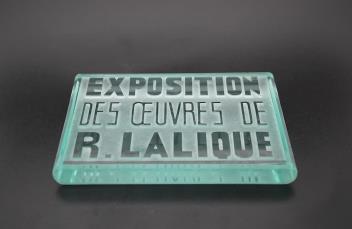 EXPOSITION
DES ŒUVRES DE
R. LALIQUE